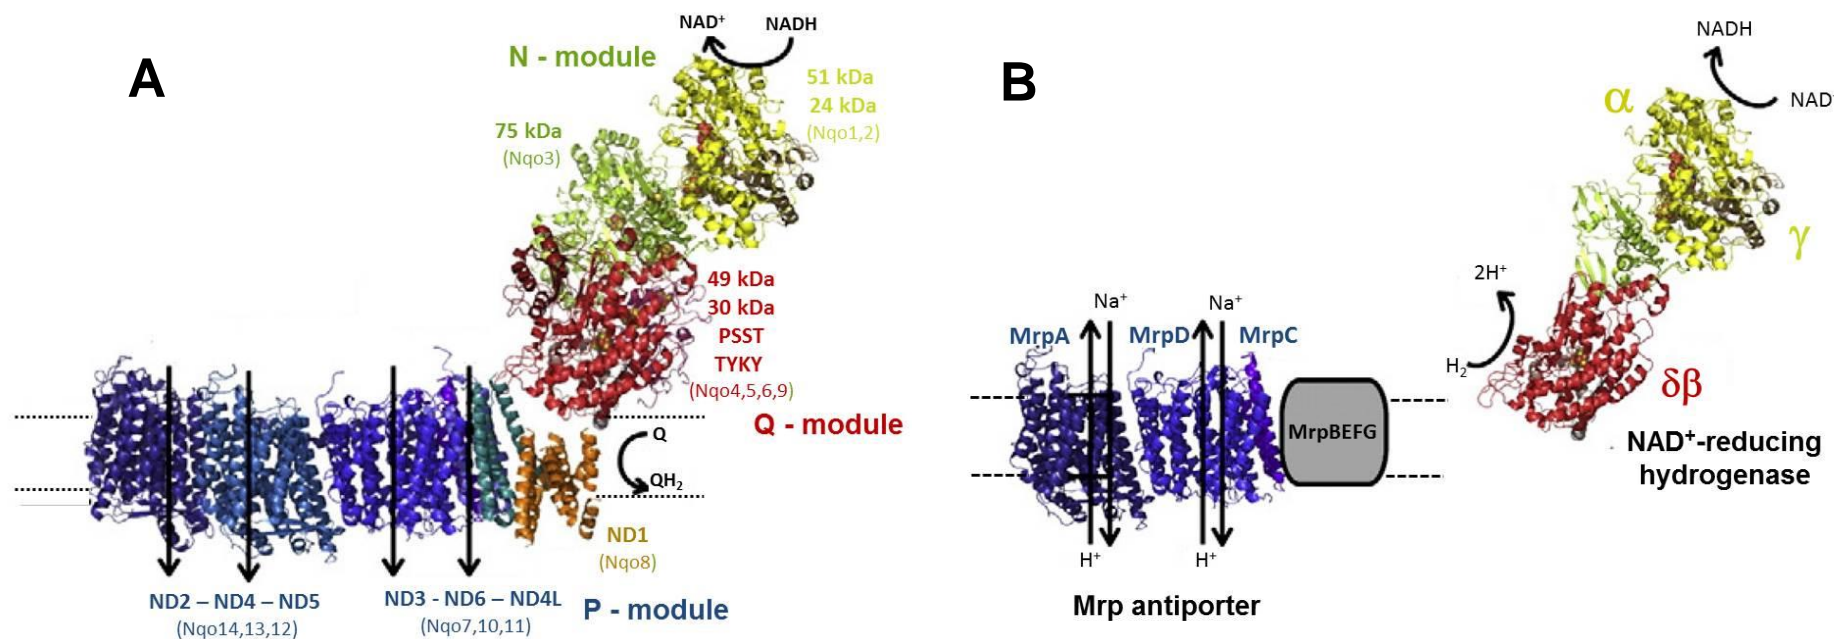 A
N - module
NAD⁺ NADH
51 kDa
24 kDa
(Nqo1,2)
75 kDa
(Nqo3)
49 kDa
30 kDa
PSST
TYKY
(Nqo4,5,6,9)
Q - module
Q
QH₂
ND1
(Nqo8)
ND2 – ND4 – ND5
(Nqo14,13,12)
ND3 - ND6 – ND4L
(Nqo7,10,11)
P - module
B
NADH
NAD⁺
α
γ
2H⁺
H₂
δβ
NAD⁺-reducing
hydrogenase
Na⁺ Na⁺
MrpA MrpD MrpC
MrpBEFG
H⁺ H⁺
Mrp antiporter